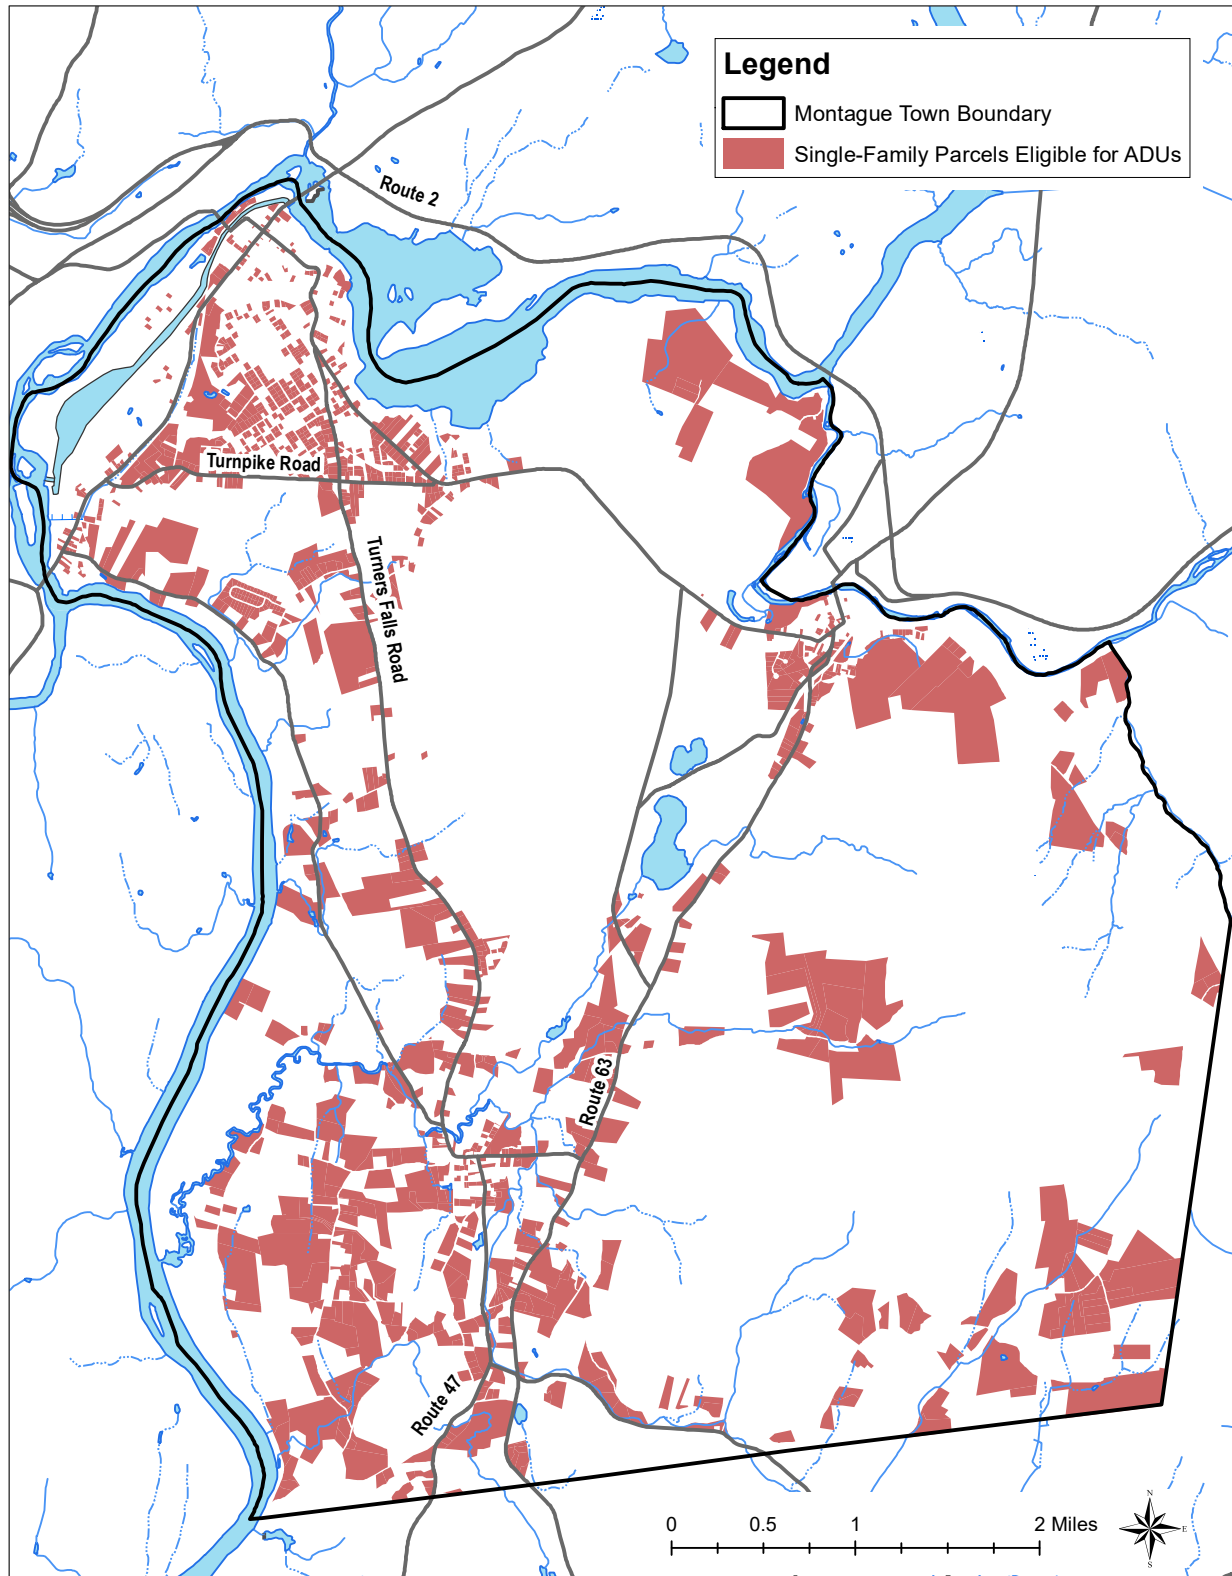 Legend
Montague Town Boundary
Single-Family Parcels Eligible for ADUs
Route 2
Turnpike Road
Turners Falls Road
Route 63
Route 47
0 0.5 1 2 Miles
N
E
S